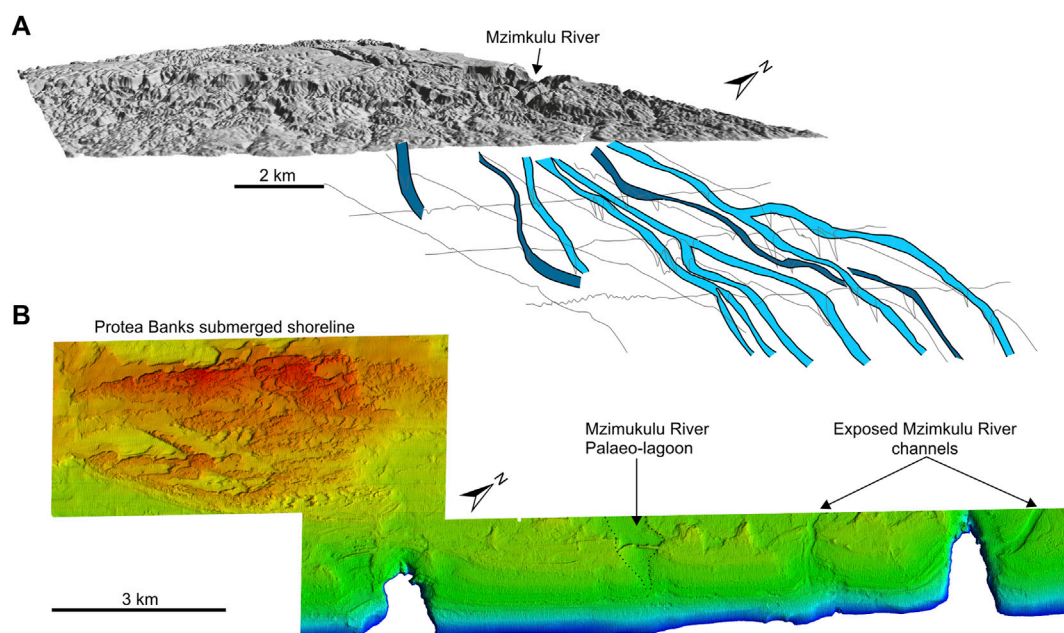 A
Mzimkulu River
N
2 km
B
Protea Banks submerged shoreline
Mzimukulu River
Palaeo-lagoon
Exposed Mzimkulu River
channels
N
3 km